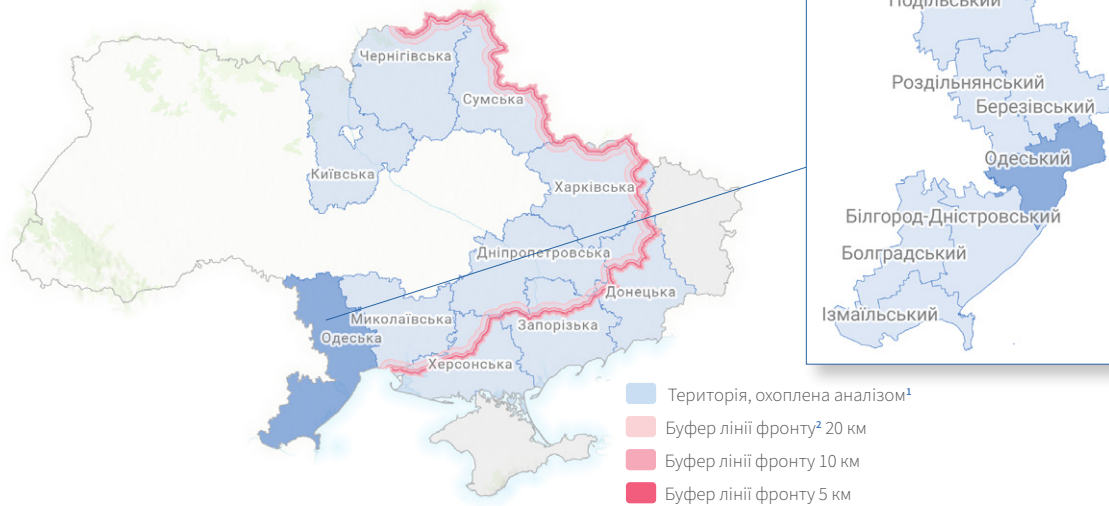 Чернігівська
Сумська
Київська
Харківська
Дніпропетровська
Донецька
Миколаївська
Запорізька
Одеська
Херсонська
Подільський
Роздільнянський
Березівський
Одеський
Білгород-Дністровський
Болградський
Ізмаїльський
Територія, охоплена аналізом¹
Буфер лінії фронту² 20 км
Буфер лінії фронту 10 км
Буфер лінії фронту 5 км